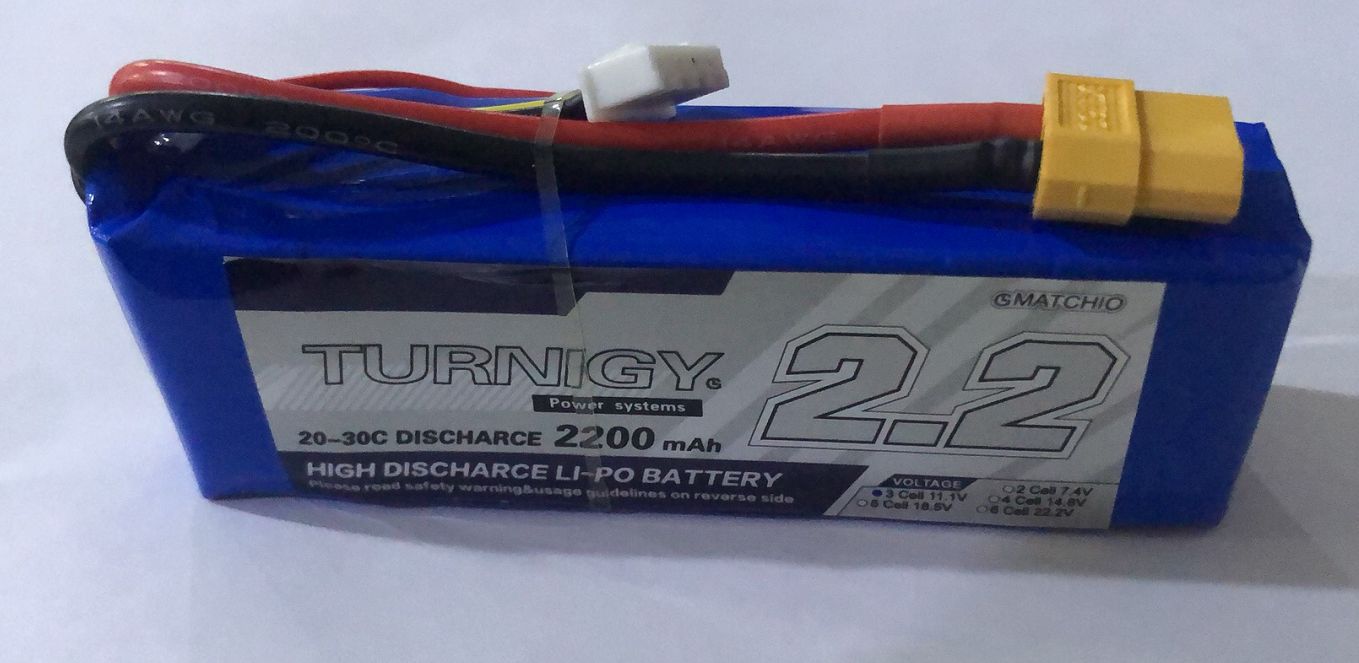 14AWG 200°C
MATCHIO
TURNIGY
Power systems
2.2
20-30C DISCHARCE 2200 mAh
HIGH DISCHARCE LI-PO BATTERY
Please read safety warning&usage guidelines on reverse side
VOLTAGE
3 Cell 11.1V 2 Cell 7.4V
5 Cell 18.5V 4 Cell 14.8V
6 Cell 22.2V